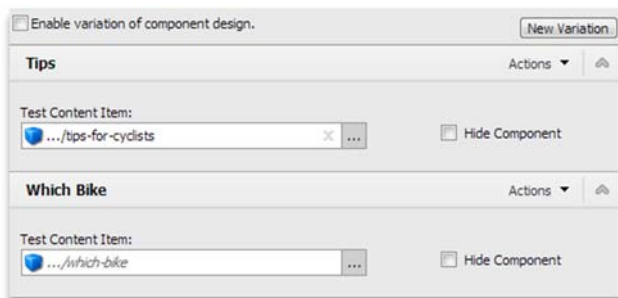 Enable variation of component design.
New Variation
Tips
Actions
Test Content Item:
.../tips-for-cyclists
...
Hide Component
Which Bike
Actions
Test Content Item:
.../which-bike
...
Hide Component